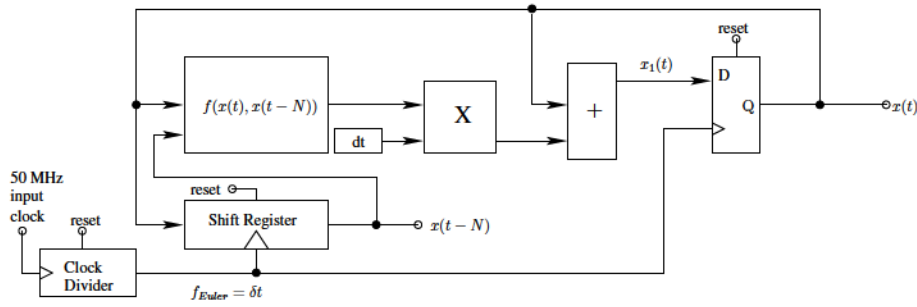 reset
x₁(t)
D
f(x(t), x(t − N))
X
+
Q
x(t)
dt
50 MHz
input
clock
reset
reset
Shift Register
x(t − N)
Clock
Divider
f_Euler = δt